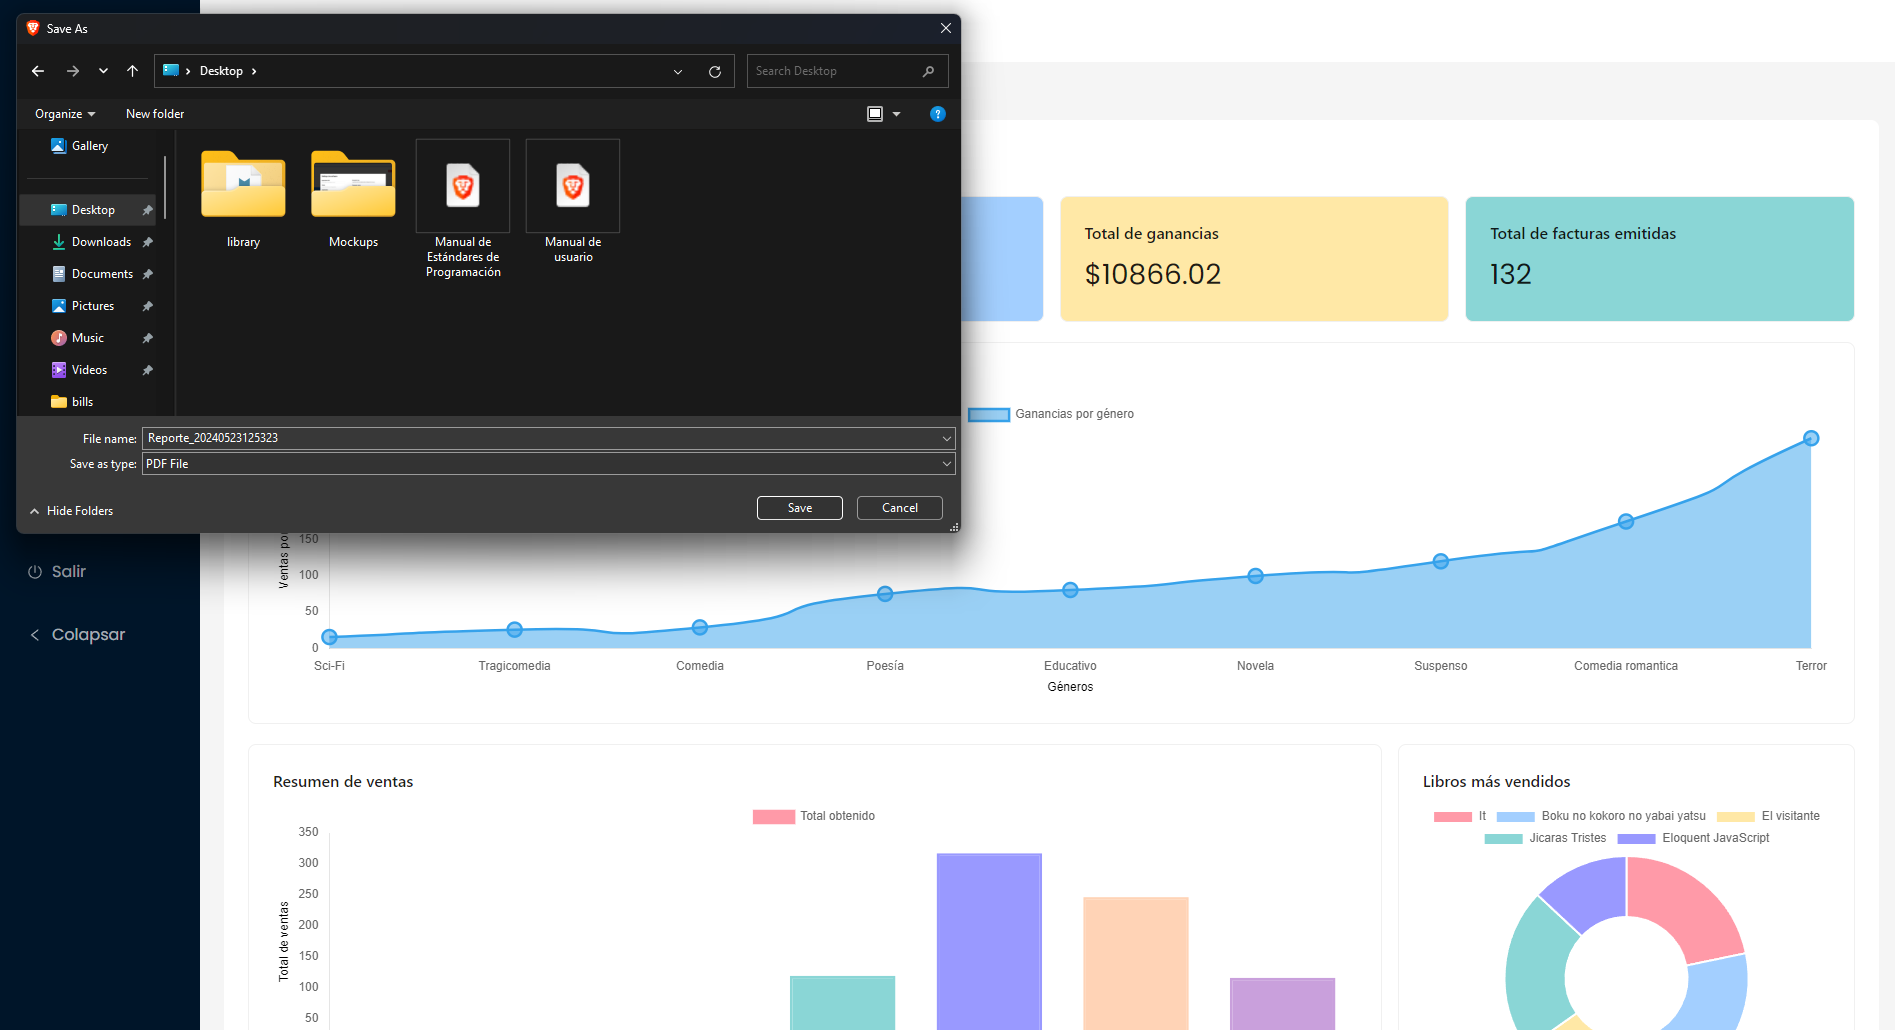 Save As
Desktop
Search Desktop
Organize
New folder
Gallery
Desktop
Downloads
Documents
Pictures
Music
Videos
bills
library
Mockups
Manual de
Estándares de
Programación
Manual de
usuario
File name: Reporte_20240523125323
Save as type: PDF File
Hide Folders
Save
Cancel
Salir
Colapsar
Total de ganancias
$10866.02
Total de facturas emitidas
132
Ganancias por género
150
100
50
0
Sci-Fi
Tragicomedia
Comedia
Poesía
Educativo
Novela
Suspenso
Comedia romantica
Terror
Géneros
Resumen de ventas
Total obtenido
350
300
250
200
150
100
50
Total de ventas
Libros más vendidos
It
Boku no kokoro no yabai yatsu
El visitante
Jicaras Tristes
Eloquent JavaScript